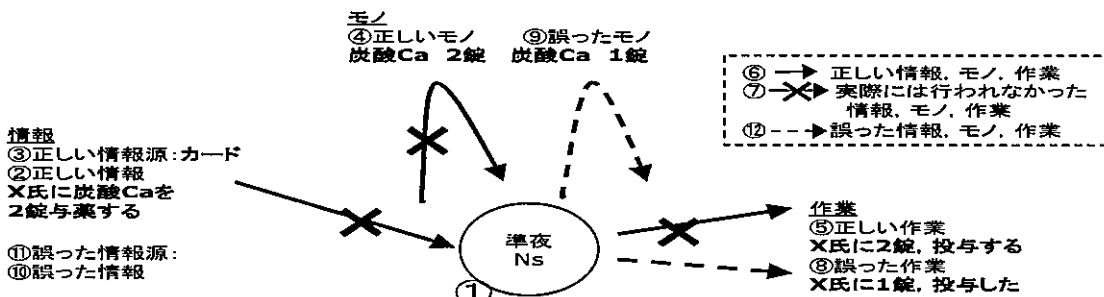 モノ
④正しいモノ
炭酸Ca 2錠
⑨誤ったモノ
炭酸Ca 1錠
⑥ 正しい情報, モノ, 作業
⑦ 実際には行われなかった
情報, モノ, 作業
⑫ 誤った情報, モノ, 作業
情報
③正しい情報源:カード
②正しい情報
X氏に炭酸Caを
2錠与薬する
⑪誤った情報源:
⑩誤った情報
準夜
Ns
①
作業
⑤正しい作業
X氏に2錠, 投与する
⑧誤った作業
X氏に1錠, 投与した